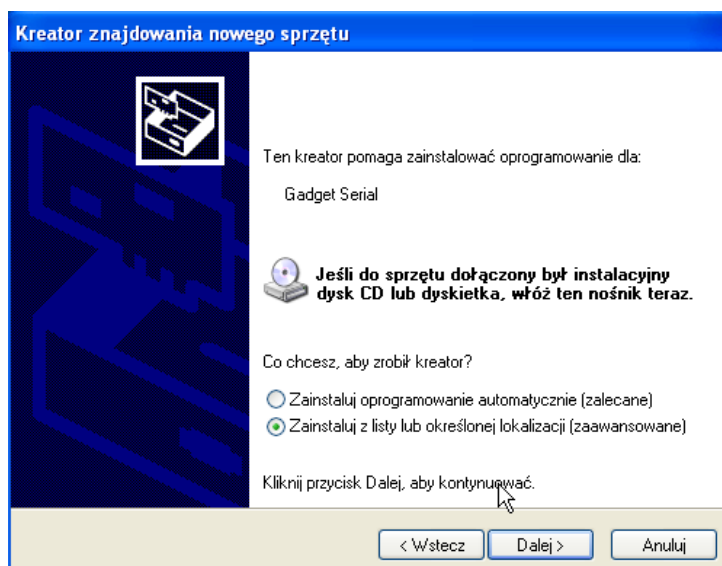 Kreator znajdowania nowego sprzętu
Ten kreator pomaga zainstalować oprogramowanie dla:
Gadget Serial
Jeśli do sprzętu dołączony był instalacyjny
dysk CD lub dyskietka, włóż ten nośnik teraz.
Co chcesz, aby zrobił kreator?
Zainstaluj oprogramowanie automatycznie (zalecane)
Zainstaluj z listy lub określonej lokalizacji (zaawansowane)
Kliknij przycisk Dalej, aby kontynuować.
< Wstecz
Dalej >
Anuluj